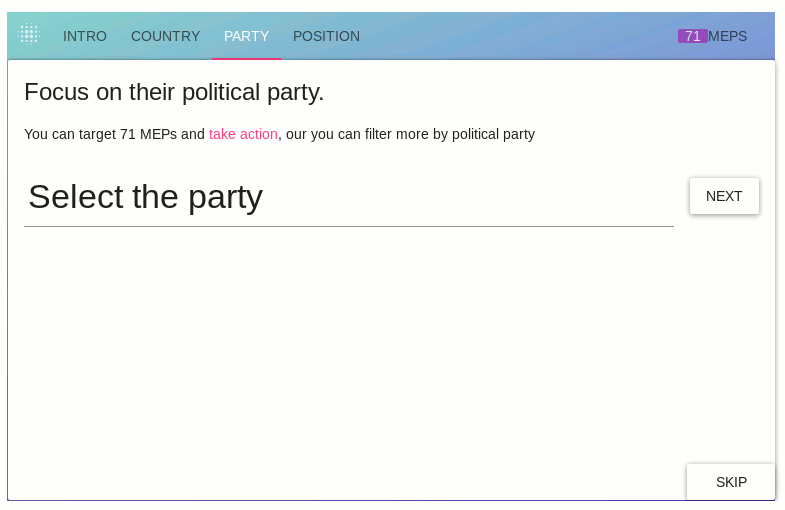 INTRO COUNTRY PARTY POSITION 71 MEPS
Focus on their political party.
You can target 71 MEPs and take action, our you can filter more by political party
Select the party
NEXT
SKIP